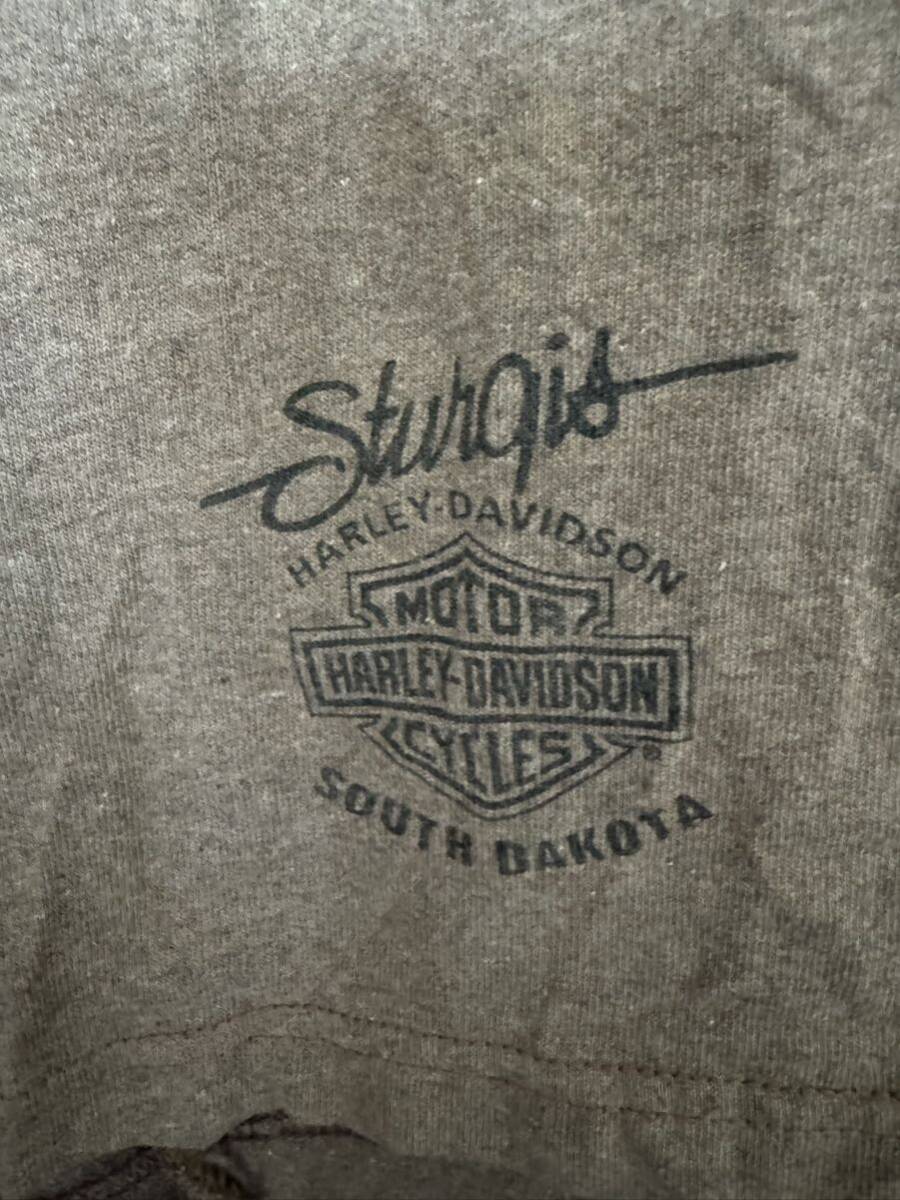 Sturgis
HARLEY-DAVIDSON
MOTOR
HARLEY-DAVIDSON
CYCLES
®
SOUTH DAKOTA